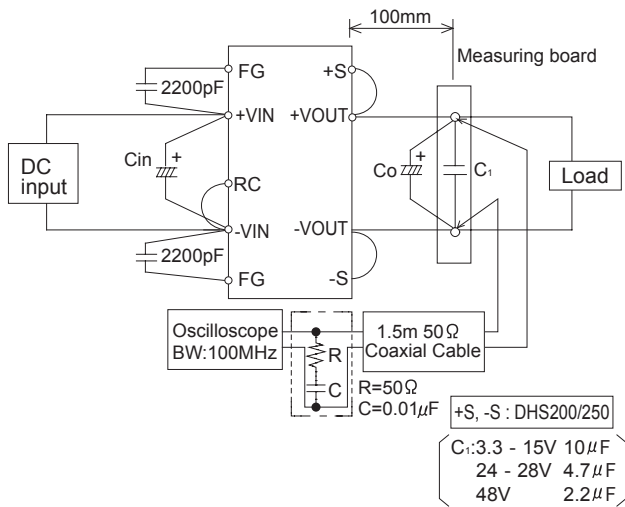 100mm
Measuring board
FG
+S
2200pF
+VIN
+VOUT
DC
input
Cin
+
RC
Co
+
C₁
Load
-VIN
-VOUT
2200pF
FG
-S
Oscilloscope
BW:100MHz
R
C
R=50Ω
C=0.01μF
1.5m 50Ω
Coaxial Cable
+S, -S : DHS200/250
C₁:3.3 - 15V 10μF
24 - 28V 4.7μF
48V 2.2μF